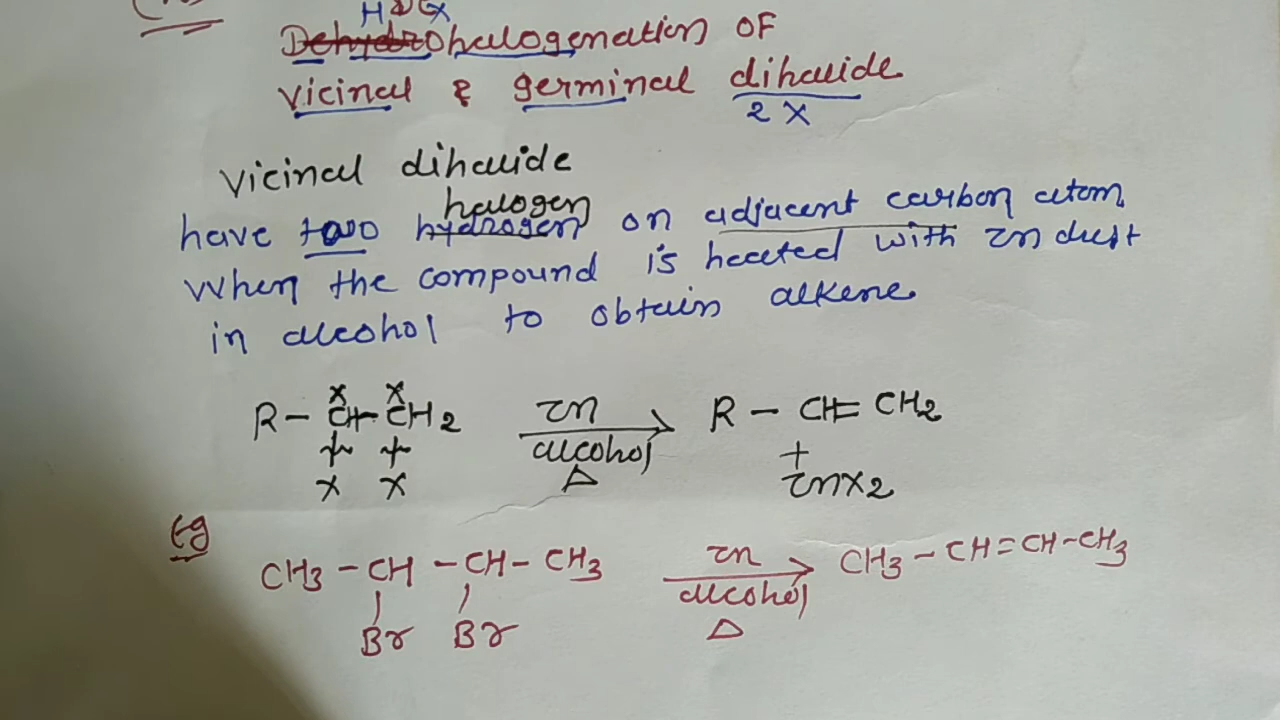 H & X
Dehydrohalogenation OF
vicinal & germinal dihalide
2 X
vicinal dihalide
halogen
have two hydrogen on adjacent carbon atom
When the compound is heated with zn dust
in alcohol to obtain alkene
x x
R - CH - CH2 zn R - CH = CH2
alcohol
+
x x Δ znx2
Eg
CH3 - CH - CH - CH3 zn CH3 - CH = CH - CH3
alcohol
Br Br Δ